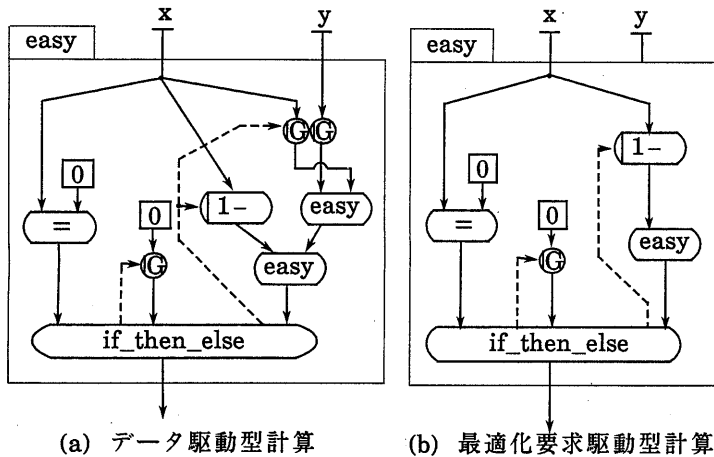 x
y
easy
G G
0
0
1-
easy
=
G
easy
if_then_else
(a) データ駆動型計算
x
y
easy
1-
0
0
=
easy
G
if_then_else
(b) 最適化要求駆動型計算